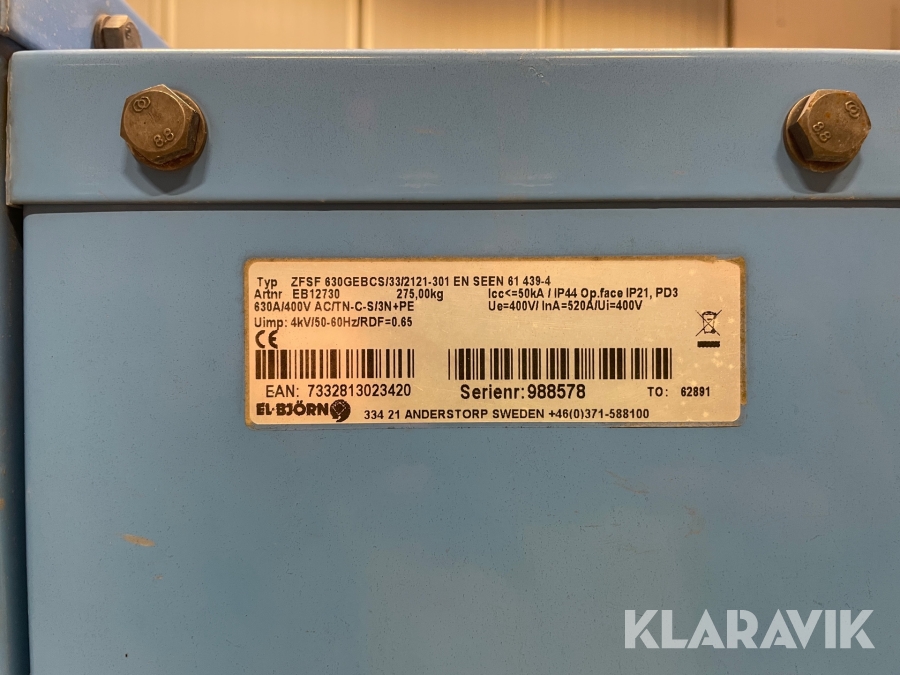 8.8
8.8
Typ ZFSF 630GEBCS/33/2121-301 EN SEEN 61 439-4
Artnr EB12730 275,00kg Icc<=50kA / IP44 Op.face IP21, PD3
630A/400V AC/TN-C-S/3N+PE Ue=400V/ InA=520A/Ui=400V
Uimp: 4kV/50-60Hz/RDF=0.65
CE
EAN: 7332813023420 Serienr: 988578 TO: 62891
EL-BJÖRN 334 21 ANDERSTORP SWEDEN +46(0)371-588100
KLARAVIK